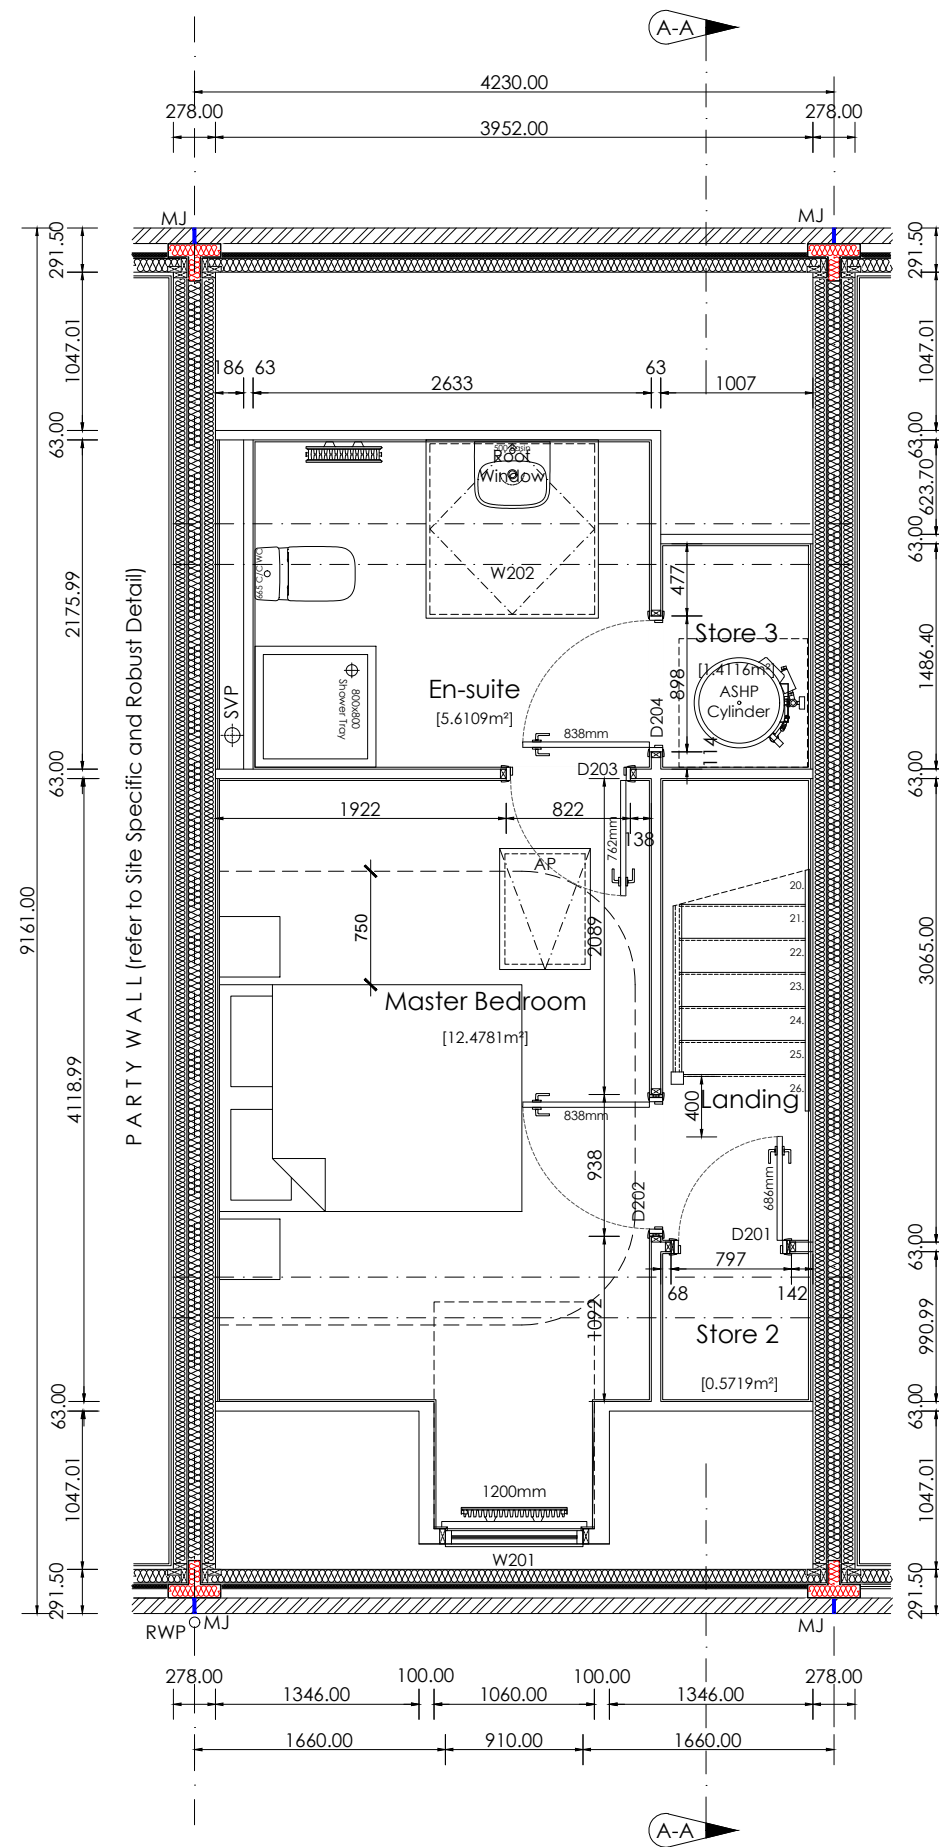 A-A
4230.00
278.00
278.00
3952.00
MJ
MJ
291.50
291.50
1047.01
1047.01
186
63
2633
63
1007
63.00
63.00
623.70
63.00
500 Basin
Roof
Window
W202
665 C/C WC
477
2175.99
1486.40
Store 3
[1.4116m²]
898
ASHP
Cylinder
En-suite
[5.6109m²]
SVP
800x800
Shower Tray
D204
838mm
114
63.00
D203
63.00
1922
822
138
762mm
AP
PARTY WALL (refer to Site Specific and Robust Detail)
9161.00
750
2089
20.
21.
22.
23.
24.
25.
26.
3065.00
Master Bedroom
[12.4781m²]
4118.99
Landing
400
838mm
938
D202
686mm
D201
63.00
68
797
142
1092
Store 2
[0.5719m²]
990.99
63.00
63.00
1047.01
1047.01
1200mm
W201
291.50
291.50
RWP
MJ
MJ
278.00
100.00
100.00
278.00
1346.00
1060.00
1346.00
1660.00
910.00
1660.00
A-A